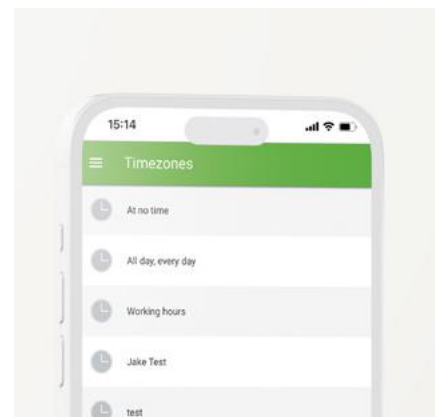 15:14
Timezones
At no time
All day, every day
Working hours
Jake Test
test